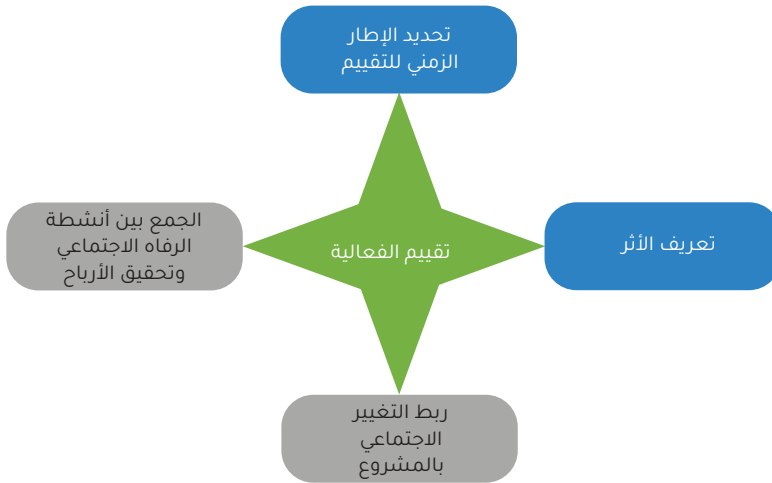 تحديد الإطار
الزمني للتقييم
تعريف الأثر
تقييم الفعالية
الجمع بين أنشطة
الرفاه الاجتماعي
وتحقيق الأرباح
ربط التغيير
الاجتماعي
بالمشروع